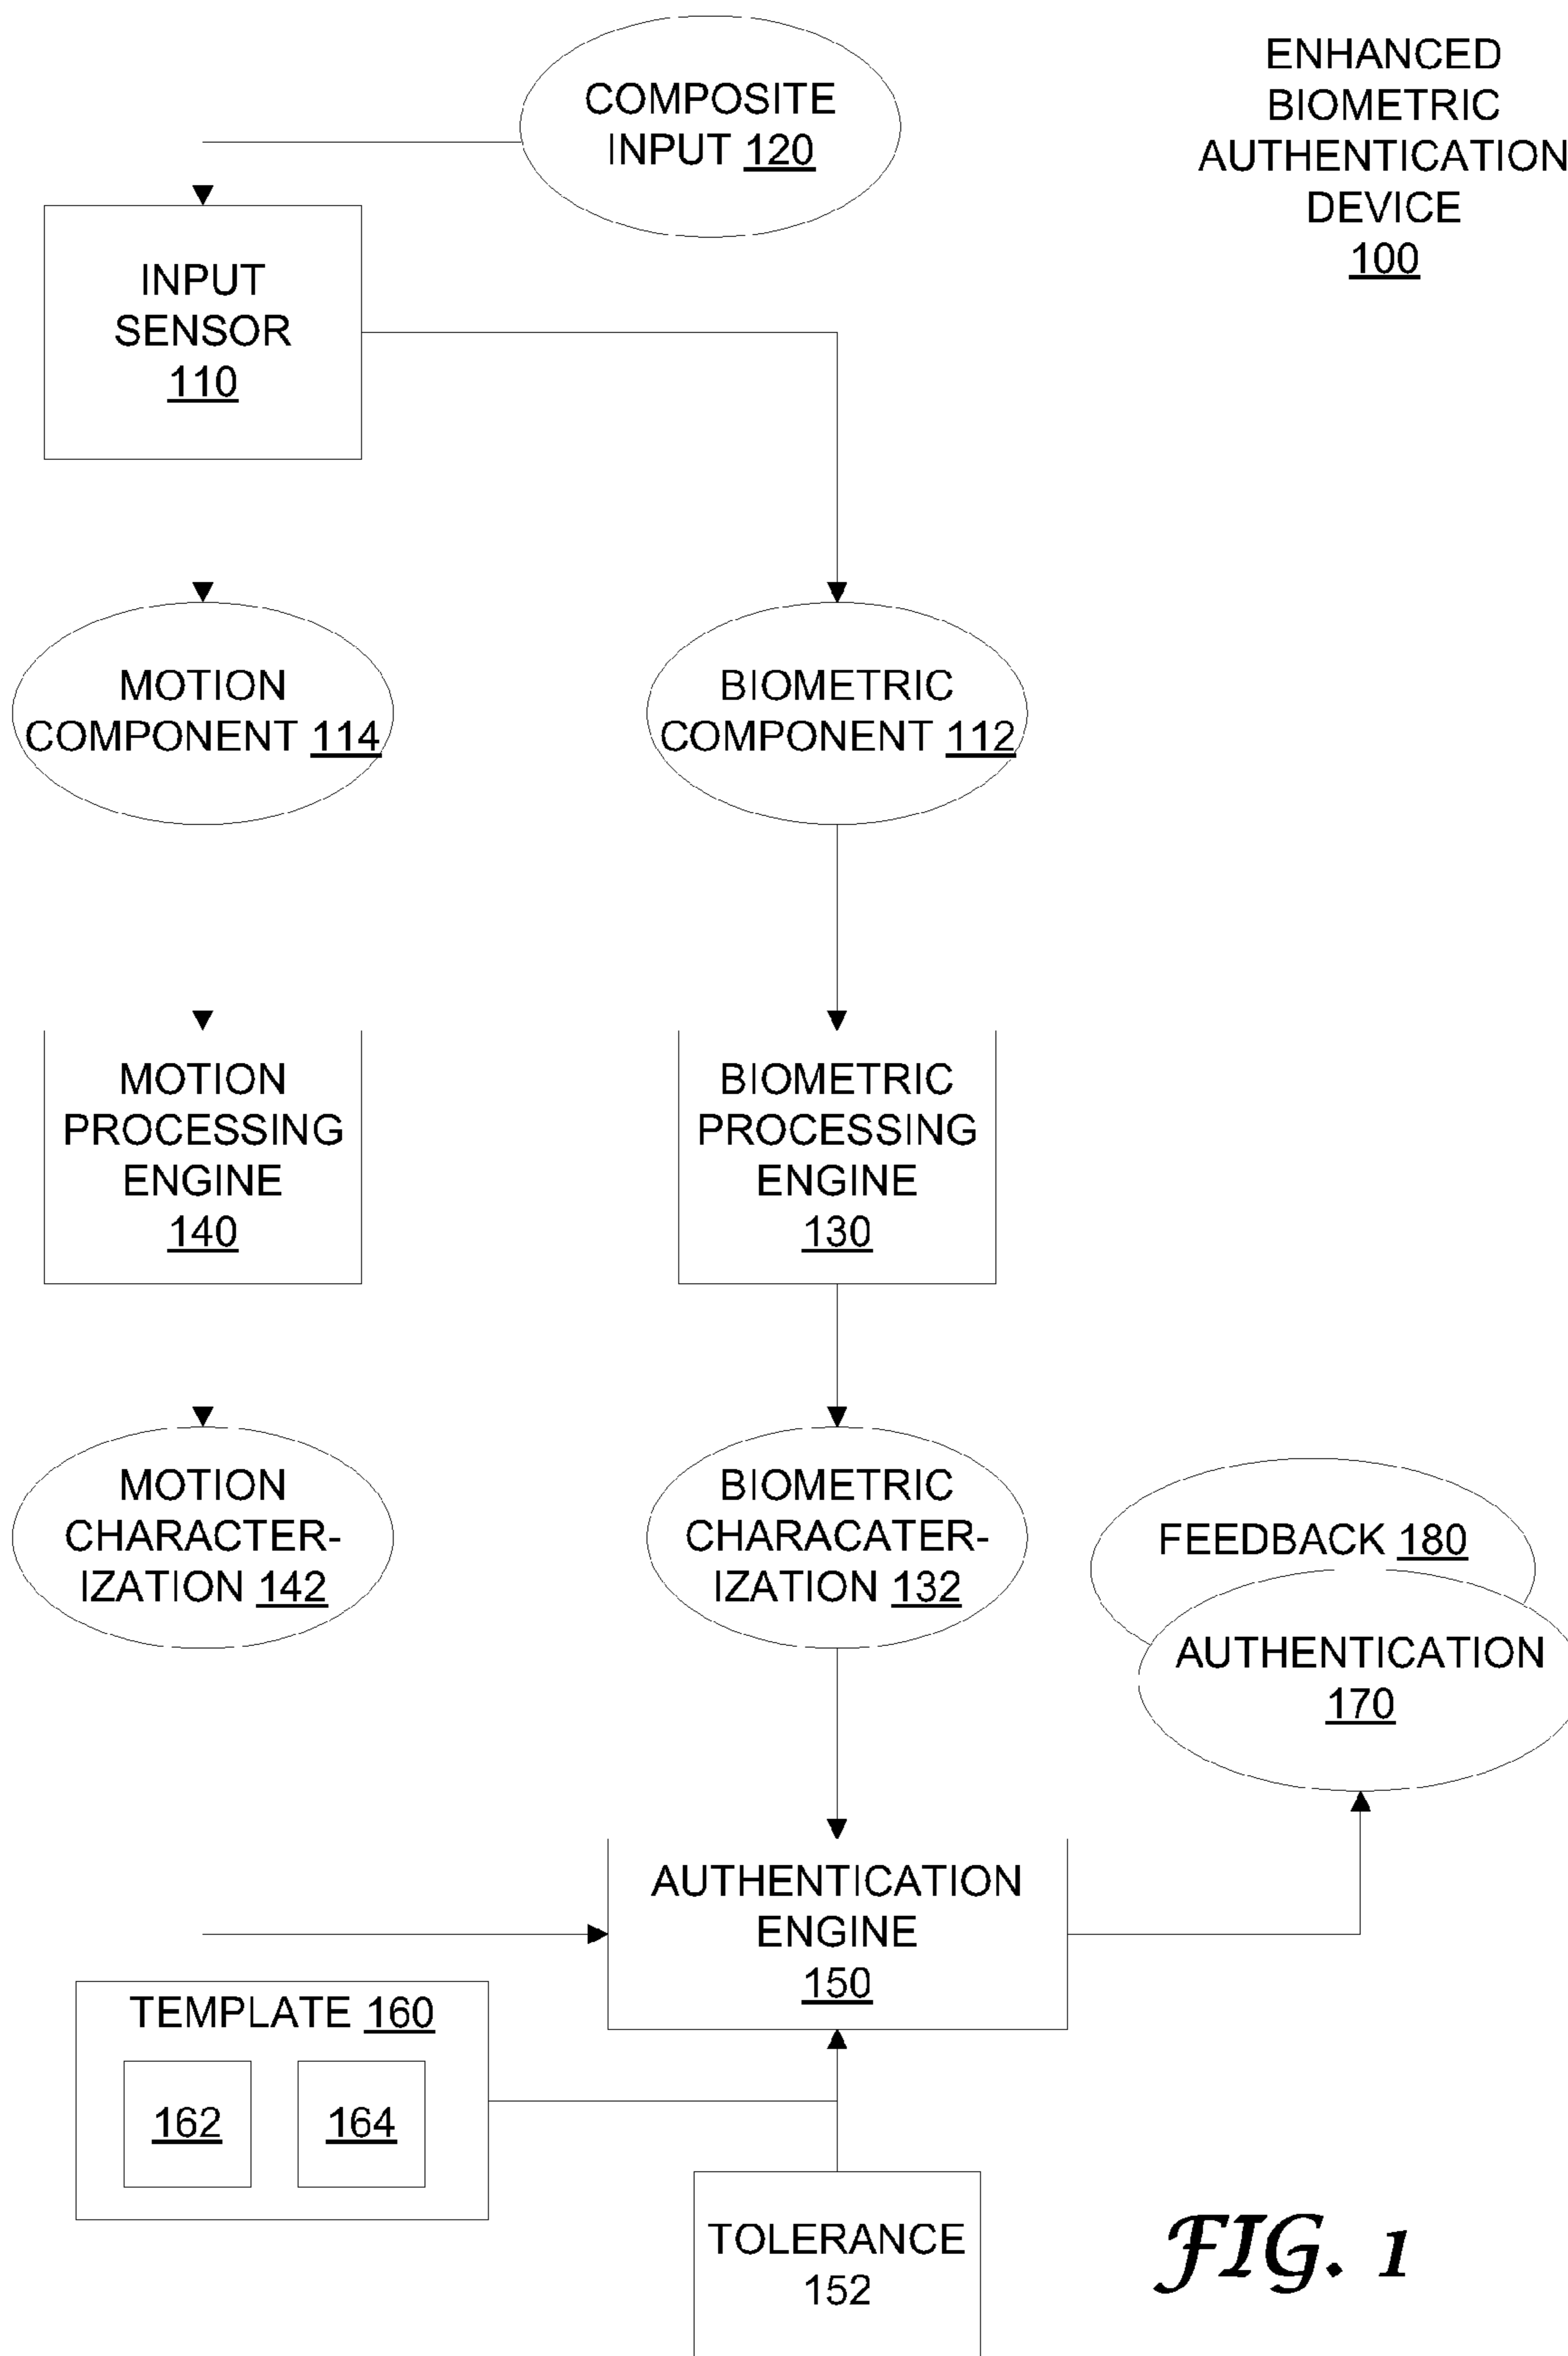 COMPOSITE
INPUT 120
ENHANCED
BIOMETRIC
AUTHENTICATION
DEVICE
100
INPUT
SENSOR
110
MOTION
COMPONENT 114
BIOMETRIC
COMPONENT 112
MOTION
PROCESSING
ENGINE
140
BIOMETRIC
PROCESSING
ENGINE
130
MOTION
CHARACTER-
IZATION 142
BIOMETRIC
CHARACATER-
IZATION 132
FEEDBACK 180
AUTHENTICATION
170
AUTHENTICATION
ENGINE
150
TEMPLATE 160
162
164
TOLERANCE
152
FIG. 1